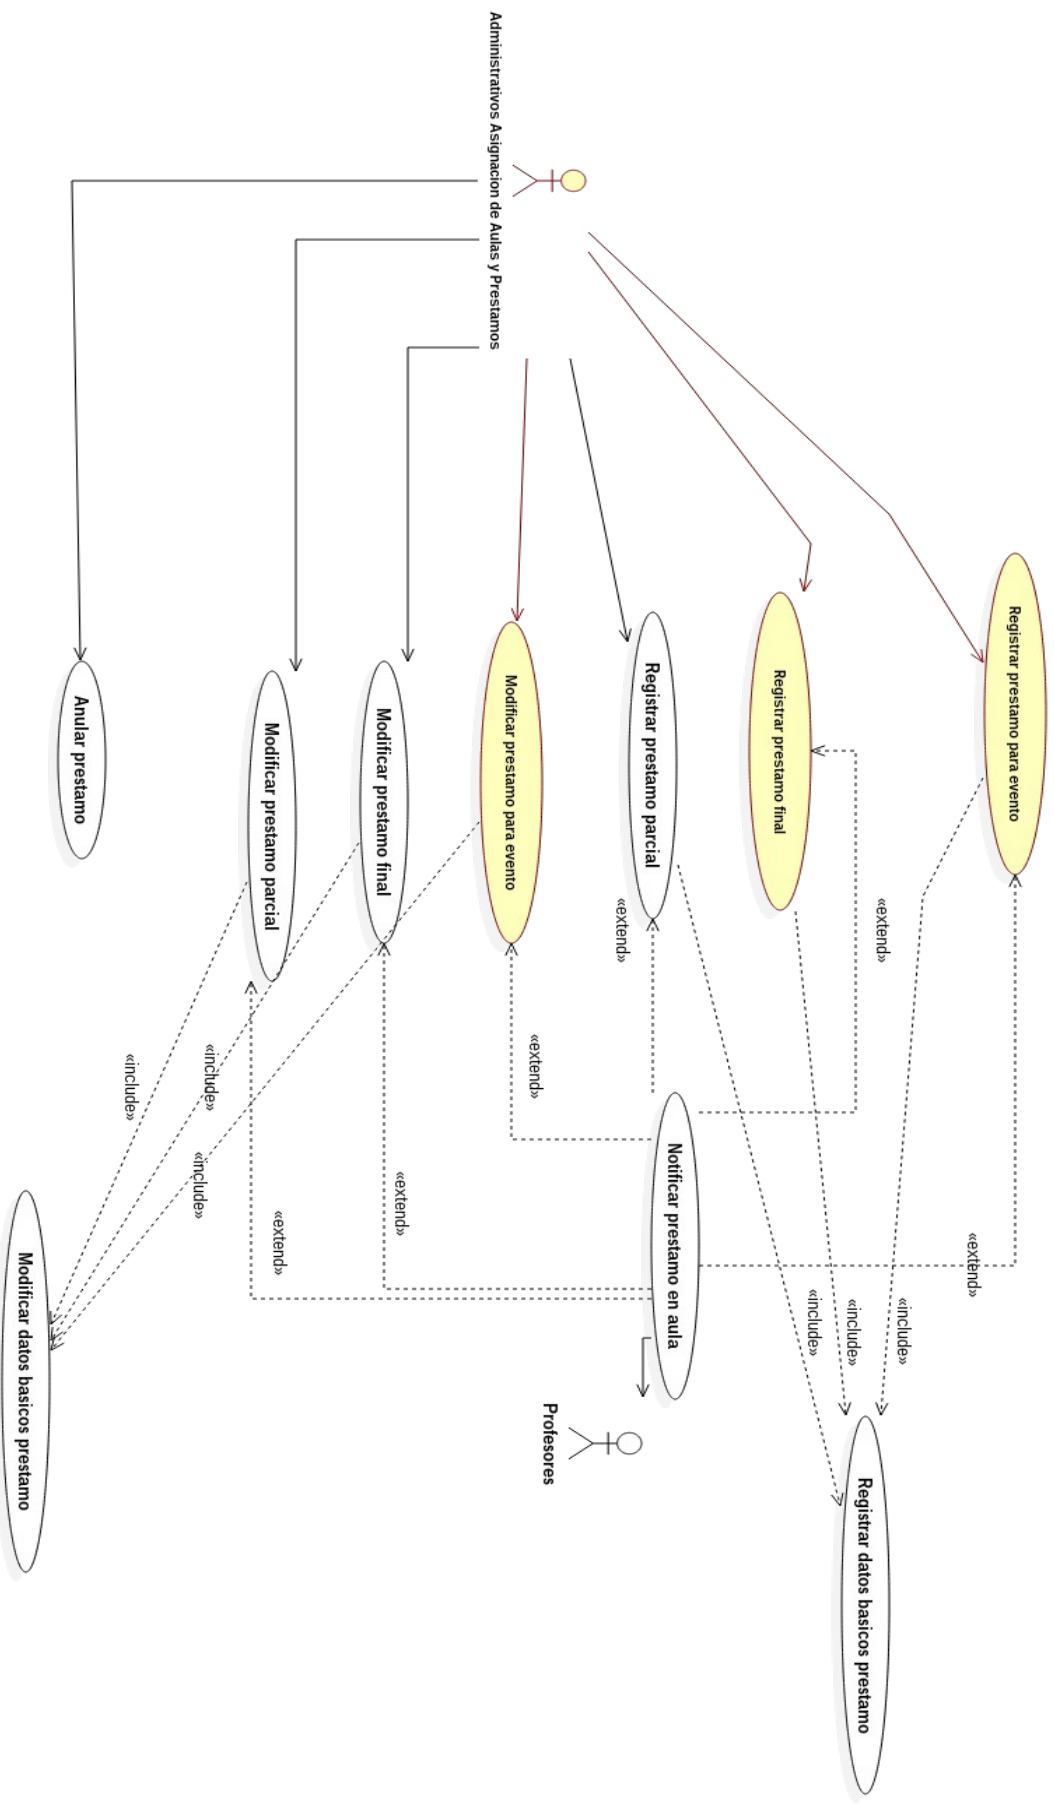 Registrar prestamo para evento
«extend»
«include»
Registrar datos basicos prestamo
Registrar prestamo final
«extend»
«include»
«include»
Registrar prestamo parcial
«extend»
Notificar prestamo en aula
Administrativos Asignacion de Aulas y Prestamos
Modificar prestamo para evento
«extend»
Profesores
Modificar prestamo final
«extend»
Modificar prestamo parcial
«extend»
«include»
«include»
«include»
Anular prestamo
Modificar datos basicos prestamo